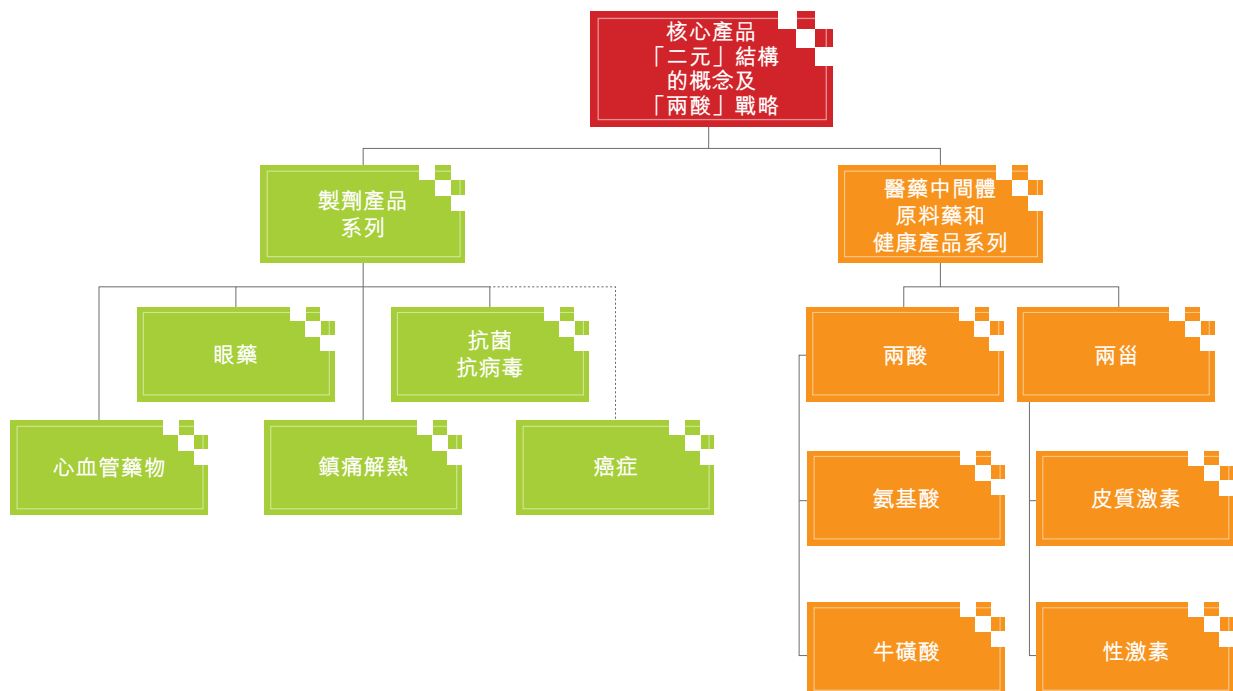 核心產品
「二元」結構
的概念及
「兩酸」戰略
製劑產品
系列
醫藥中間體
原料藥和
健康產品系列
眼藥
抗菌
抗病毒
兩酸
兩甾
心血管藥物
鎮痛解熱
癌症
氨基酸
皮質激素
牛磺酸
性激素